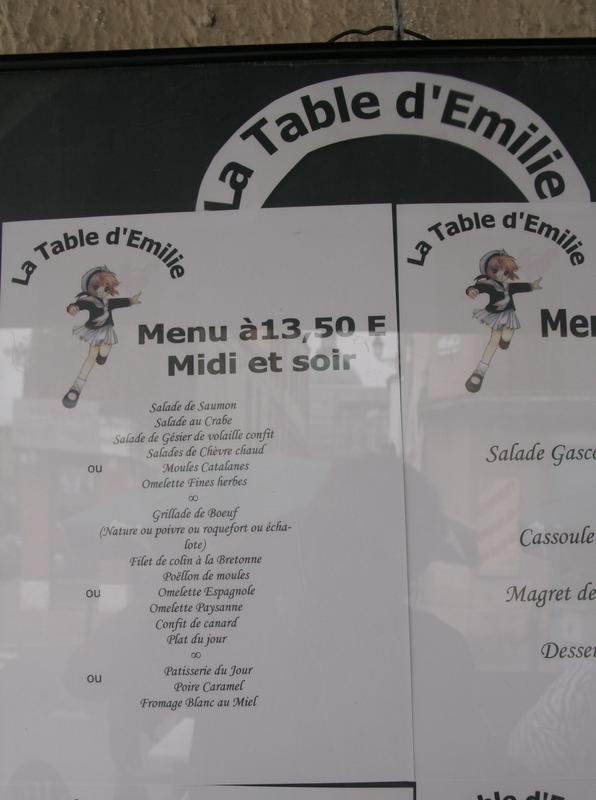 La Table d'Emilie
La Table d'Emilie
Menu à13,50 E
Midi et soir
Salade de Saumon
Salade au Crabe
Salade de Gésier de volaille confit
Salades de Chèvre chaud
ou Moules Catalanes
Omelette Fines herbes
∞
Grillade de Boeuf
(Nature ou poivre ou roquefort ou écha-
lote)
Filet de colin à la Bretonne
Poëllon de moules
ou Omelette Espagnole
Omelette Paysanne
Confit de canard
Plat du jour
∞
Patisserie du Jour
ou Poire Caramel
Fromage Blanc au Miel
La Table d'Emilie
Men
Salade Gasco
Cassoule
Magret de
Desser